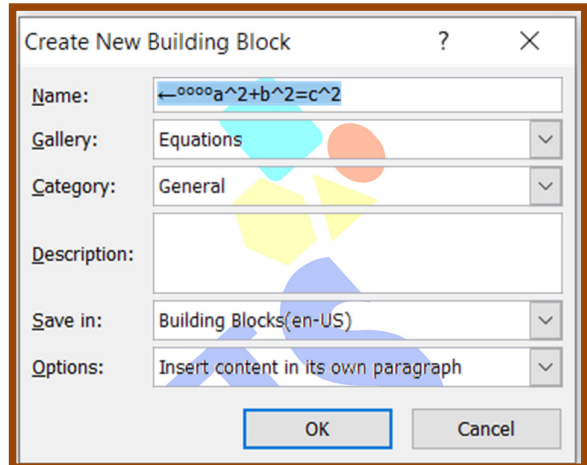 Create New Building Block ? ×
Name: ←ºººº a^2+b^2=c^2
Gallery: Equations
Category: General
Description:
Save in: Building Blocks(en-US)
Options: Insert content in its own paragraph
OK Cancel